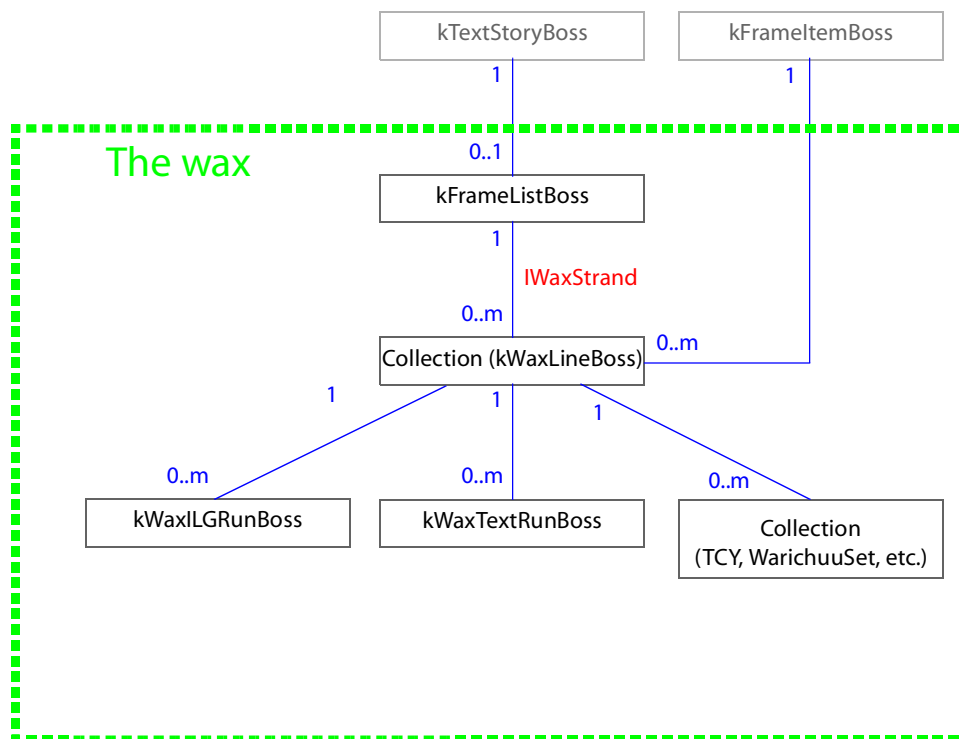 kTextStoryBoss
kFrameItemBoss
1
1
The wax
0..1
kFrameListBoss
1
IWaxStrand
0..m
0..m
Collection (kWaxLineBoss)
1
1
1
0..m
0..m
0..m
kWaxILGRunBoss
kWaxTextRunBoss
Collection
(TCY, WarichuuSet, etc.)